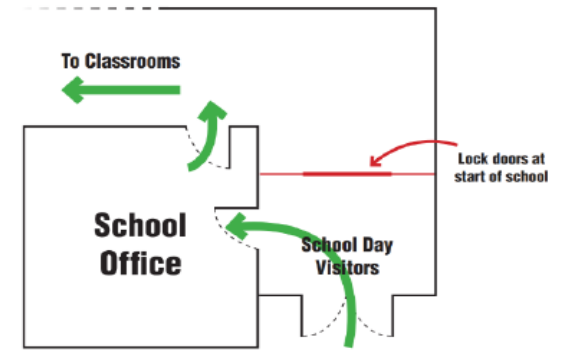 To Classrooms
Lock doors at
start of school
School
Office
School Day
Visitors